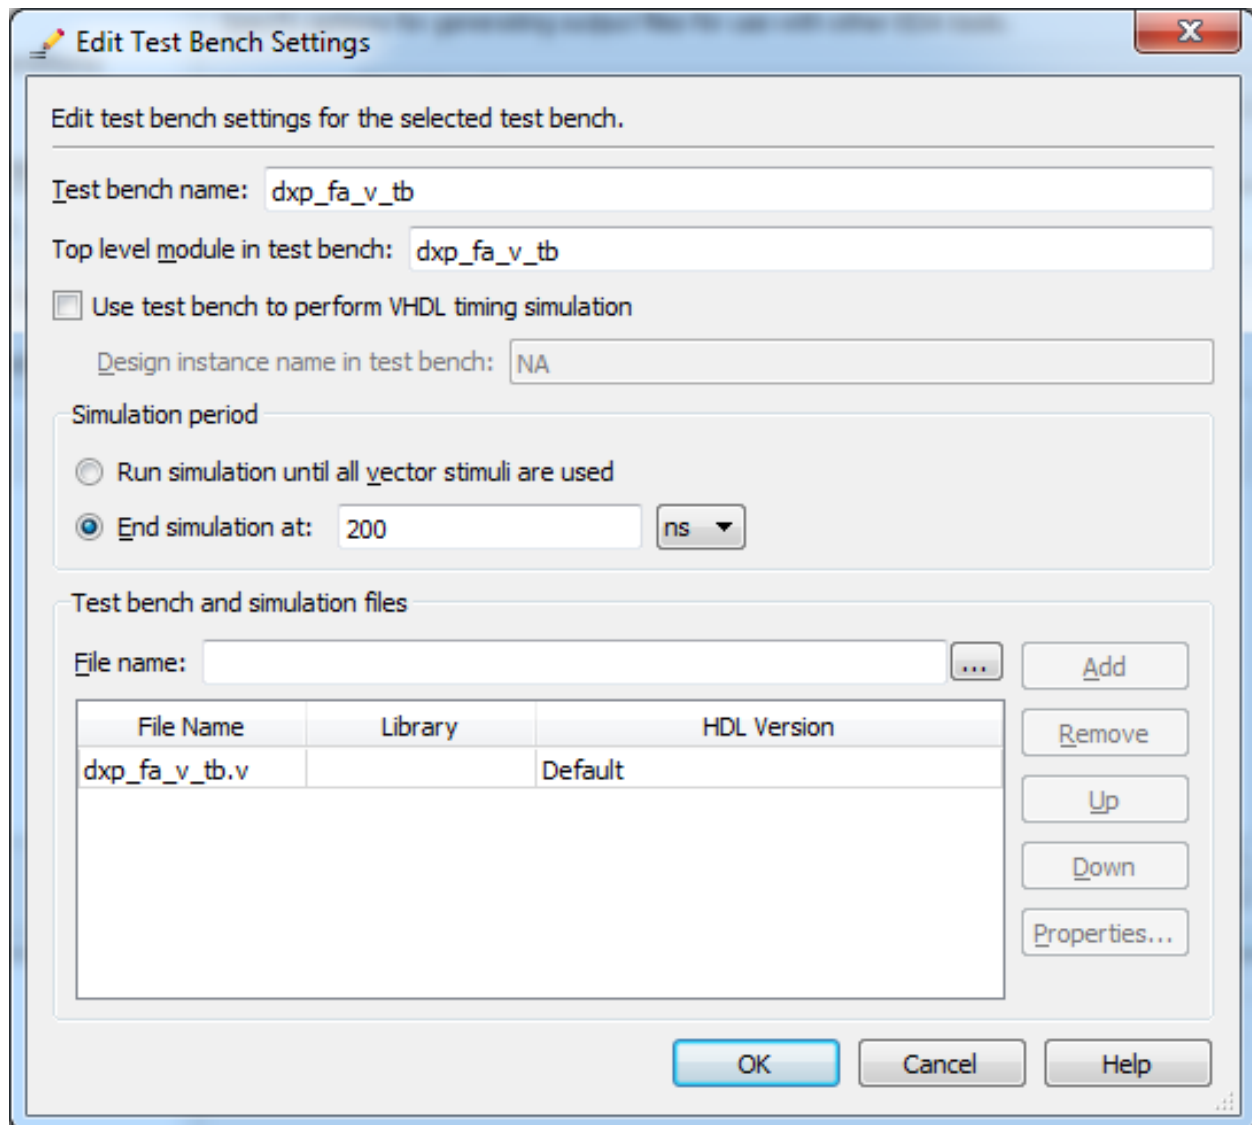 Edit Test Bench Settings
x
Edit test bench settings for the selected test bench.
Test bench name: dxp_fa_v_tb
Top level module in test bench: dxp_fa_v_tb
Use test bench to perform VHDL timing simulation
Design instance name in test bench: NA
Simulation period
Run simulation until all vector stimuli are used
End simulation at: 200 ns
Test bench and simulation files
File name: ... Add
File Name Library HDL Version Remove
dxp_fa_v_tb.v Default
Up
Down
Properties...
OK Cancel Help